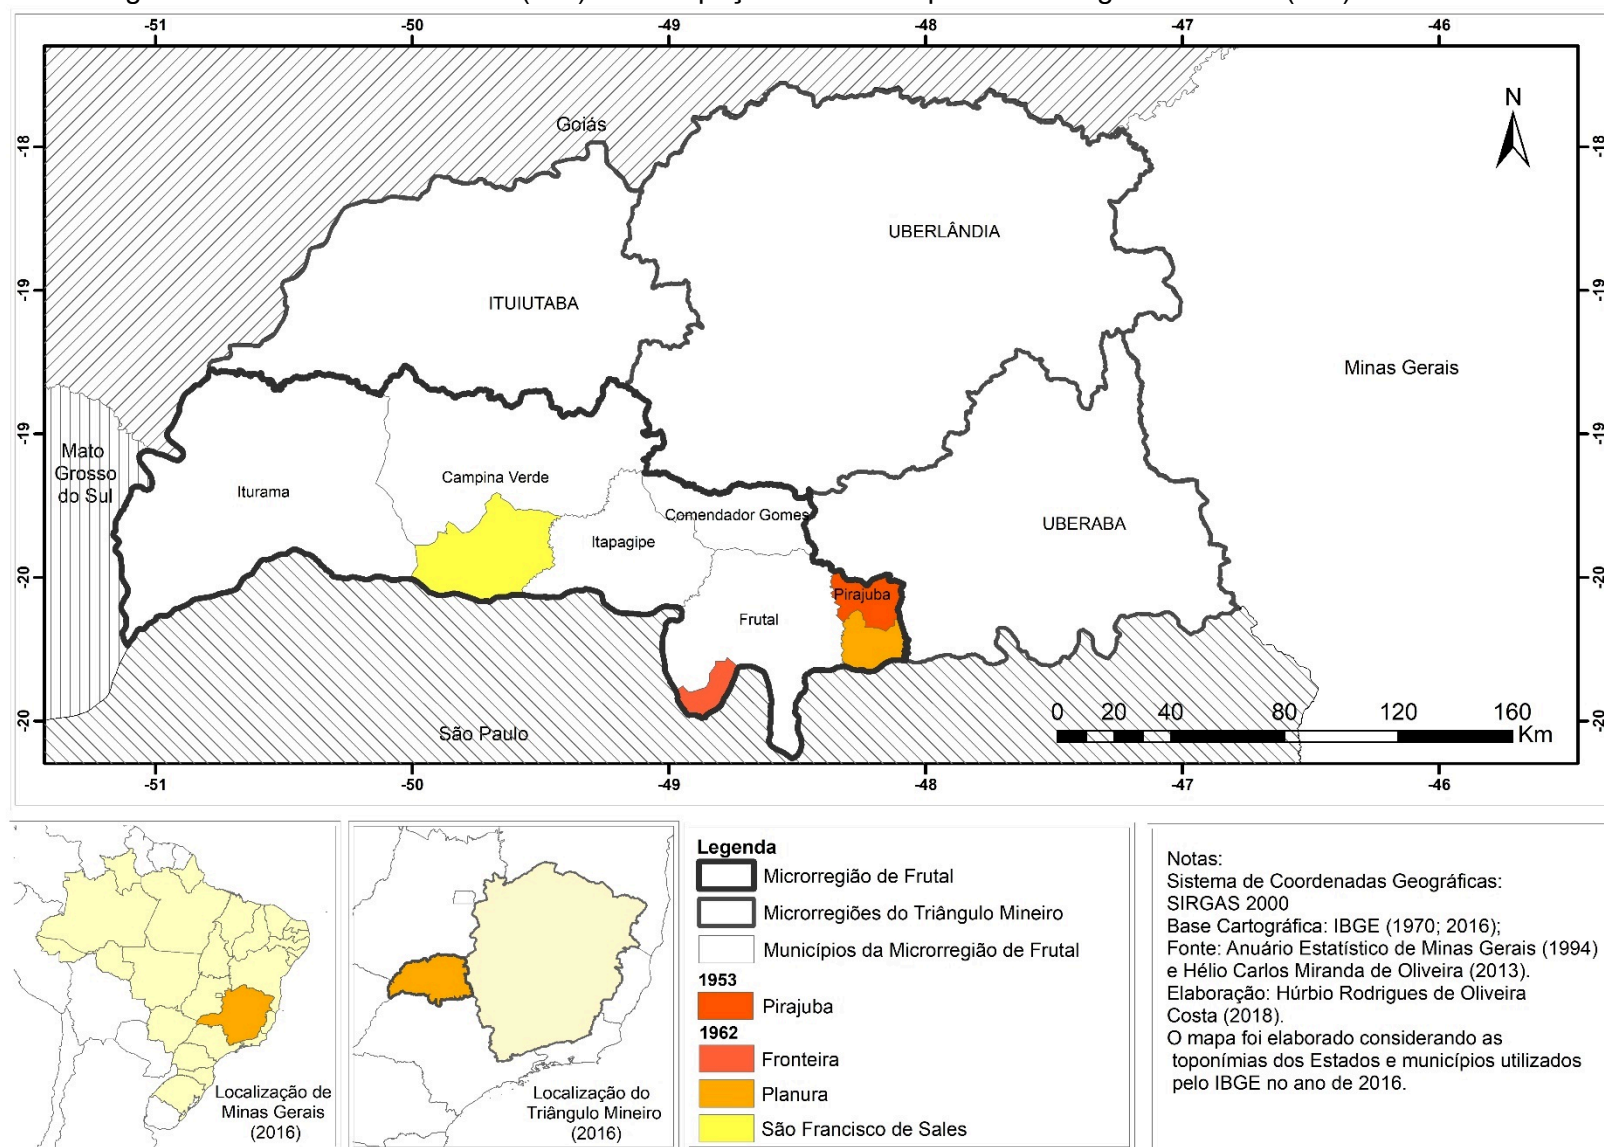 -51 -50 -49 -48 -47 -46
N
Goiás
-18 -18
UBERLÂNDIA
-19 -19
ITUIUTABA
Minas Gerais
-19 -19
Mato
Grosso
do Sul
Campina Verde
Iturama
Comendador Gomes
UBERABA
Itapagipe
-20 -20
Pirajuba
Frutal
0 20 40 80 120 160
Km
-20 -20
São Paulo
-51 -50 -49 -48 -47 -46
Localização de
Minas Gerais
(2016)
Localização do
Triângulo Mineiro
(2016)
Legenda
Microrregião de Frutal
Microrregiões do Triângulo Mineiro
Municípios da Microrregião de Frutal
1953
Pirajuba
1962
Fronteira
Planura
São Francisco de Sales
Notas:
Sistema de Coordenadas Geográficas:
SIRGAS 2000
Base Cartográfica: IBGE (1970; 2016);
Fonte: Anuário Estatístico de Minas Gerais (1994)
e Hélio Carlos Miranda de Oliveira (2013).
Elaboração: Húrbio Rodrigues de Oliveira
Costa (2018).
O mapa foi elaborado considerando as
toponímias dos Estados e municípios utilizados
pelo IBGE no ano de 2016.